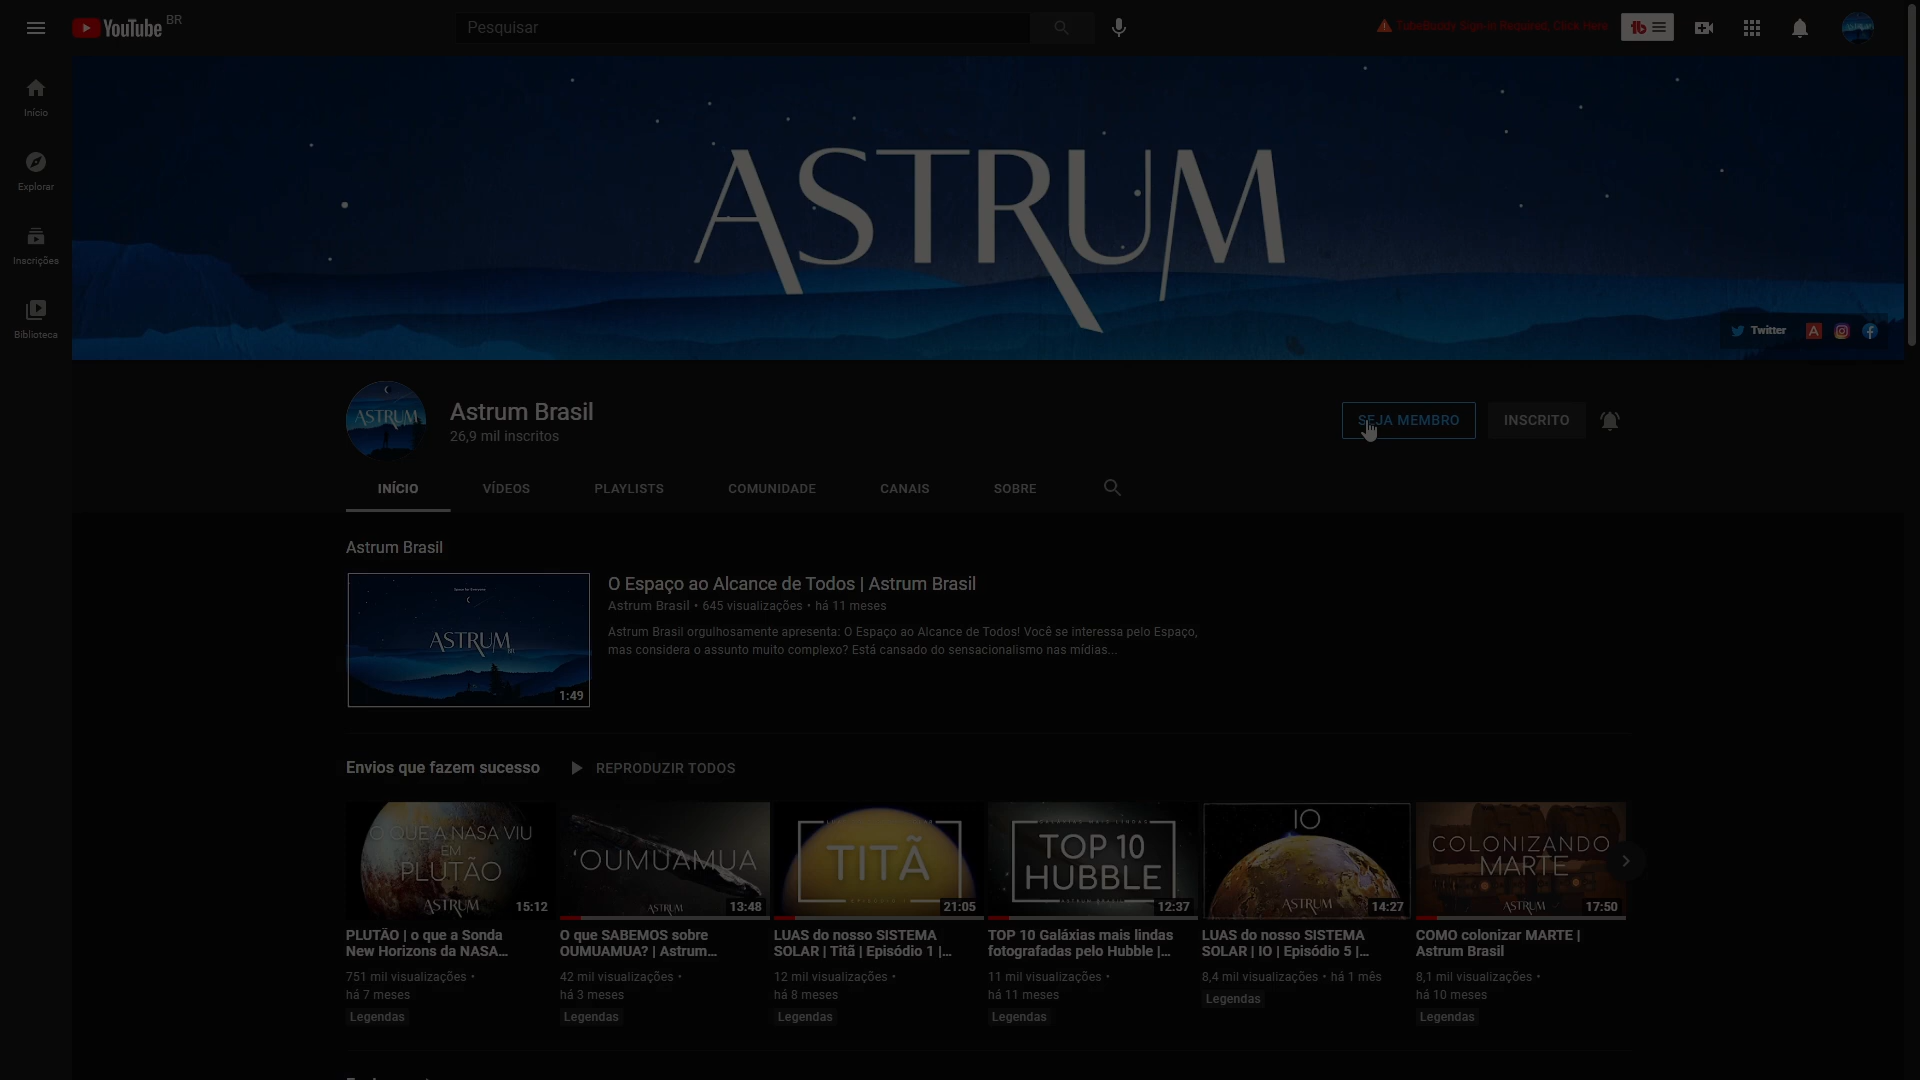 YouTube BR
Pesquisar
TubeBuddy Sign-in Required, Click Here
Início
Explorar
Inscrições
Biblioteca
ASTRUM
Twitter
ASTRUM
Astrum Brasil
26,9 mil inscritos
SEJA MEMBRO
INSCRITO
INÍCIO
VÍDEOS
PLAYLISTS
COMUNIDADE
CANAIS
SOBRE
Astrum Brasil
ASTRUM
1:49
O Espaço ao Alcance de Todos | Astrum Brasil
Astrum Brasil • 645 visualizações • há 11 meses
Astrum Brasil orgulhosamente apresenta: O Espaço ao Alcance de Todos! Você se interessa pelo Espaço,
mas considera o assunto muito complexo? Está cansado do sensacionalismo nas mídias...
Envios que fazem sucesso
REPRODUZIR TODOS
O QUE A NASA VIU
EM
PLUTÃO
ASTRUM
15:12
PLUTÃO | o que a Sonda
New Horizons da NASA...
751 mil visualizações •
há 7 meses
Legendas
'OUMUAMUA
ASTRUM
13:48
O que SABEMOS sobre
OUMUAMUA? | Astrum...
42 mil visualizações •
há 3 meses
Legendas
TITÃ
21:05
LUAS do nosso SISTEMA
SOLAR | Titã | Episódio 1 |...
12 mil visualizações •
há 8 meses
Legendas
TOP 10
HUBBLE
ASTRUM BRASIL
12:37
TOP 10 Galáxias mais lindas
fotografadas pelo Hubble |...
11 mil visualizações •
há 11 meses
Legendas
IO
ASTRUM
14:27
LUAS do nosso SISTEMA
SOLAR | IO | Episódio 5 |...
8,4 mil visualizações • há 1 mês
Legendas
COLONIZANDO
MARTE
ASTRUM
17:50
COMO colonizar MARTE |
Astrum Brasil
8,1 mil visualizações •
há 10 meses
Legendas